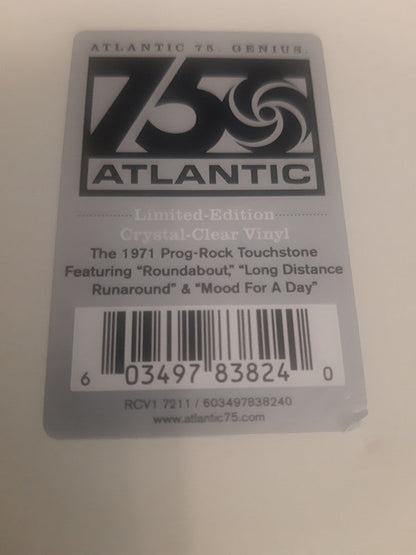 ATLANTIC 75. GENIUS.
75
ATLANTIC
Limited-Edition
Crystal-Clear Vinyl
The 1971 Prog-Rock Touchstone
Featuring “Roundabout,” “Long Distance
Runaround” & “Mood For A Day”
6 03497 83824 0
RCV1 7211 / 603497838240
www.atlantic75.com